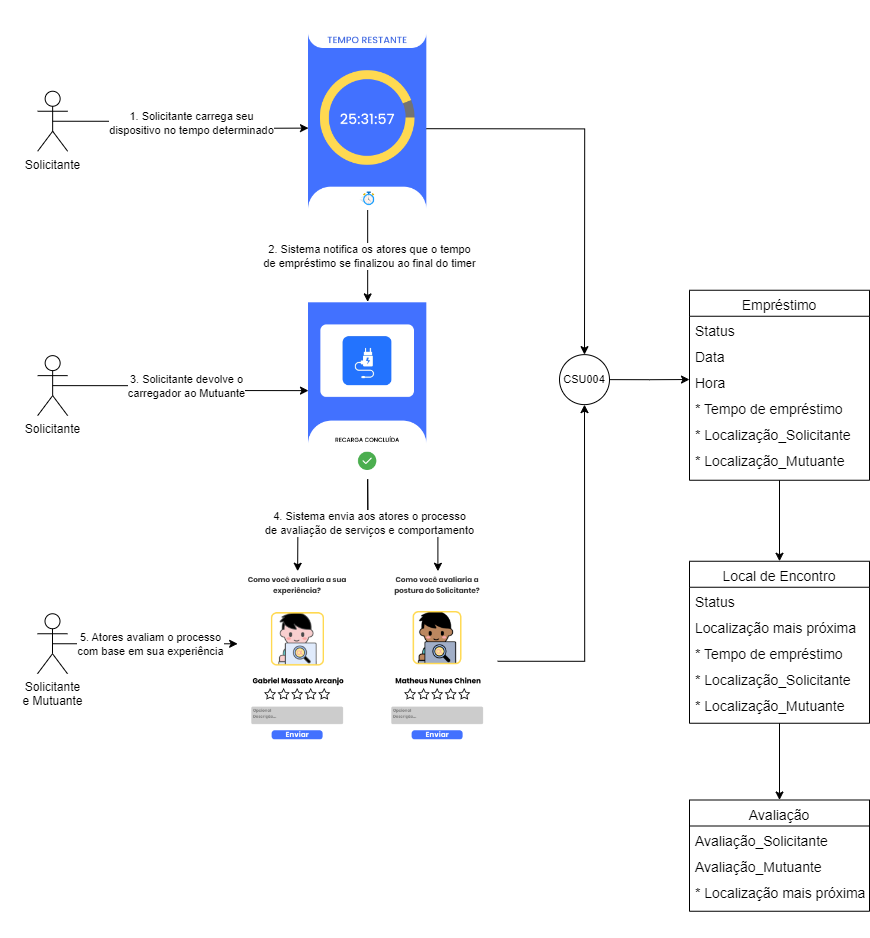 TEMPO RESTANTE
25:31:57
Solicitante
1. Solicitante carrega seu
dispositivo no tempo determinado
2. Sistema notifica os atores que o tempo
de empréstimo se finalizou ao final do timer
Solicitante
3. Solicitante devolve o
carregador ao Mutuante
RECARGA CONCLUÍDA
4. Sistema envia aos atores o processo
de avaliação de serviços e comportamento
Como você avaliaria a sua
experiência?
Como você avaliaria a
postura do Solicitante?
5. Atores avaliam o processo
com base em sua experiência
Solicitante
e Mutuante
Gabriel Massato Arcanjo
Matheus Nunes Chinen
Opcional
Descrição...
Opcional
Descrição...
Enviar
Enviar
CSU004
Empréstimo
Status
Data
Hora
* Tempo de empréstimo
* Localização_Solicitante
* Localização_Mutuante
Local de Encontro
Status
Localização mais próxima
* Tempo de empréstimo
* Localização_Solicitante
* Localização_Mutuante
Avaliação
Avaliação_Solicitante
Avaliação_Mutuante
* Localização mais próxima